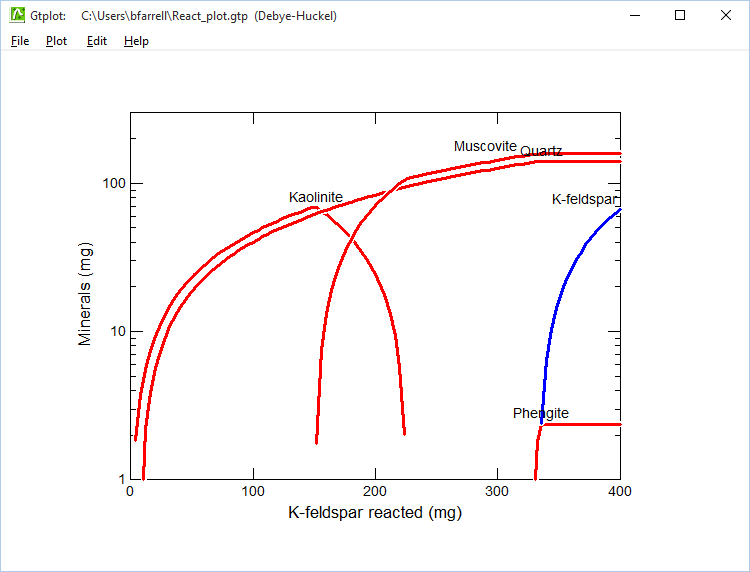 Gtplot: C:\Users\bfarrell\React_plot.gtp (Debye-Huckel)
File Plot Edit Help
Muscovite
Quartz
Kaolinite
K-feldspar
Phengite
100
10
1
Minerals (mg)
0 100 200 300 400
K-feldspar reacted (mg)